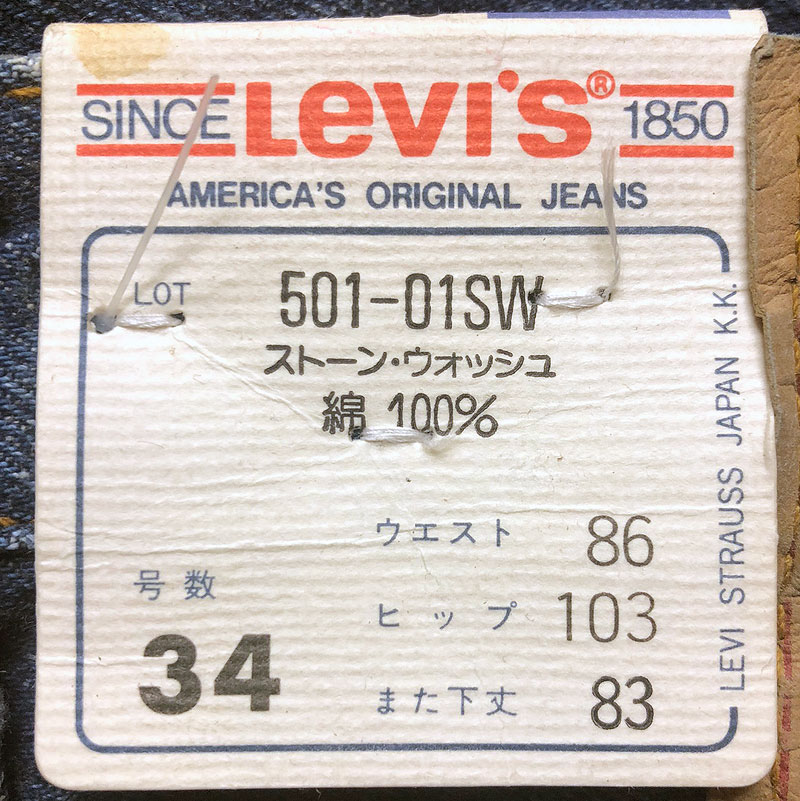 SINCE Levi's® 1850
AMERICA'S ORIGINAL JEANS
LOT 501-01SW
ストーン・ウォッシュ
綿 100%
ウエスト 86
ヒップ 103
また下丈 83
号数
34
LEVI STRAUSS JAPAN K.K.